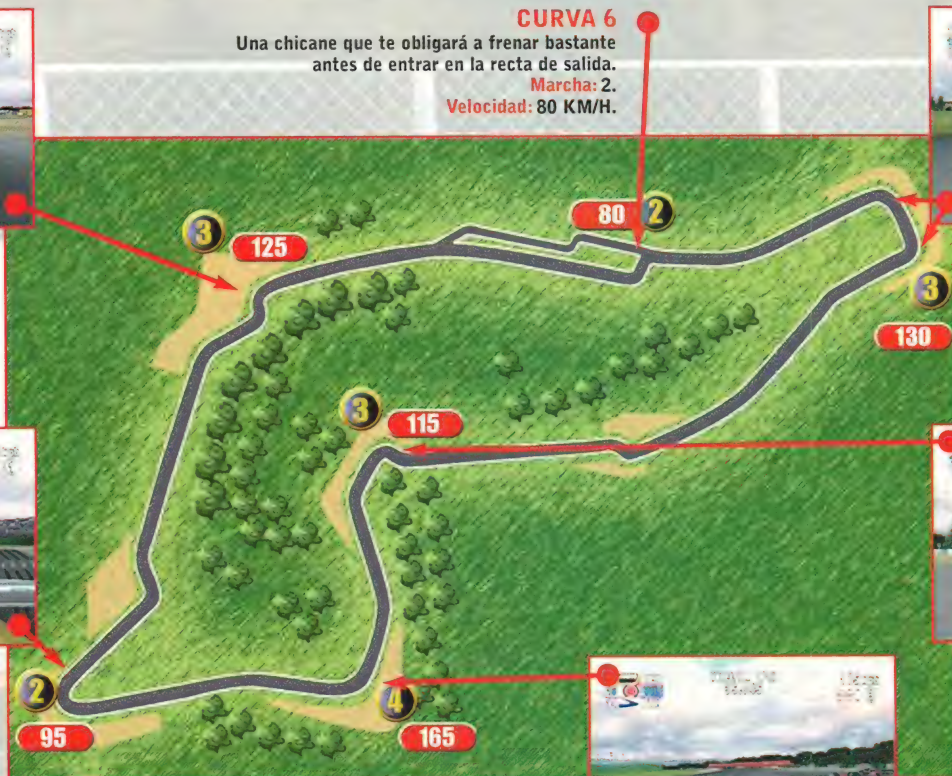 CURVA 6
Una chicane que te obligará a frenar bastante
antes de entrar en la recta de salida.
Marcha: 2.
Velocidad: 80 KM/H.
80 2
3 125
3
130
3 115
2
95
4
165